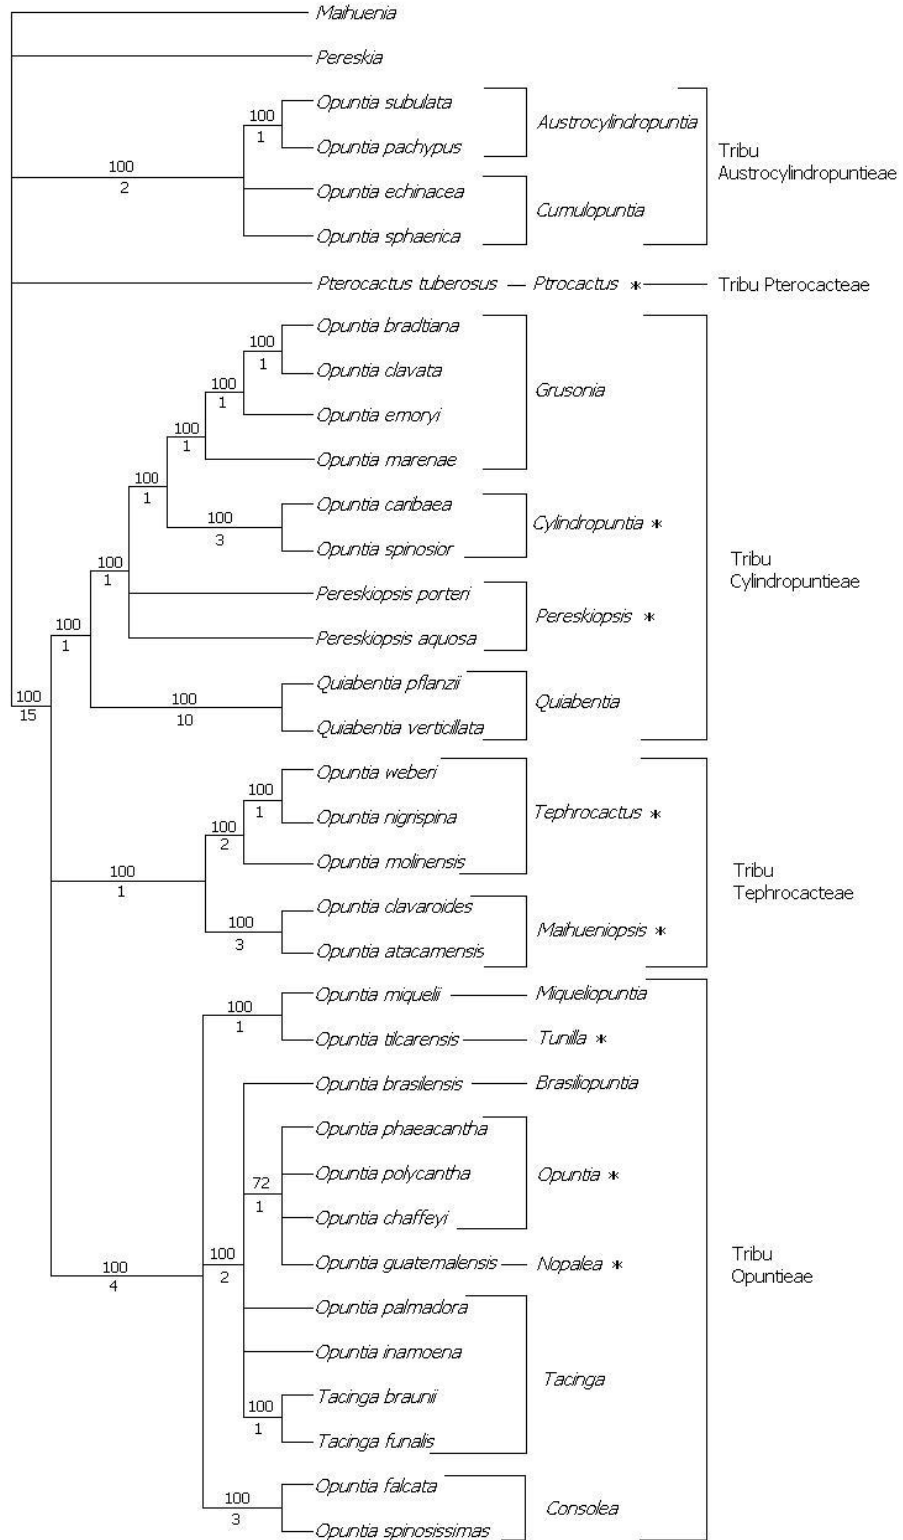 Maihuenia
Pereskia
Opuntia subulata
100
1
Austrocylindropuntia
Opuntia pachypus
Tribu
Austrocylindropuntieae
100
2
Opuntia echinacea
Cumulopuntia
Opuntia sphaerica
Pterocactus tuberosus
Ptrocactus *
Tribu Pterocacteae
Opuntia bradtiana
100
1
Opuntia clavata
100
1
Grusonia
Opuntia emoryi
100
1
Opuntia marenae
100
1
Opuntia caribaea
100
3
Cylindropuntia *
Opuntia spinosior
Tribu
Cylindropuntieae
100
1
Pereskiopsis porteri
Pereskiopsis *
100
1
Pereskiopsis aquosa
Quiabentia pflanzii
100
10
Quiabentia
100
15
Quiabentia verticillata
Opuntia weberi
100
1
Tephrocactus *
Opuntia nigrispina
100
2
Opuntia molinensis
100
1
Tribu
Tephrocacteae
Opuntia clavaroides
100
3
Maihueniopsis *
Opuntia atacamensis
Opuntia miquelii
Miqueliopuntia
100
1
Opuntia tilcarensis
Tunilla *
Opuntia brasilensis
Brasiliopuntia
Opuntia phaeacantha
72
1
Opuntia polycantha
Opuntia *
Opuntia chaffeyi
100
4
100
2
Opuntia guatemalensis
Nopalea *
Tribu
Opuntieae
Opuntia palmadora
Opuntia inamoena
Tacinga
Tacinga braunii
100
1
Tacinga funalis
Opuntia falcata
100
3
Consolea
Opuntia spinosissimas